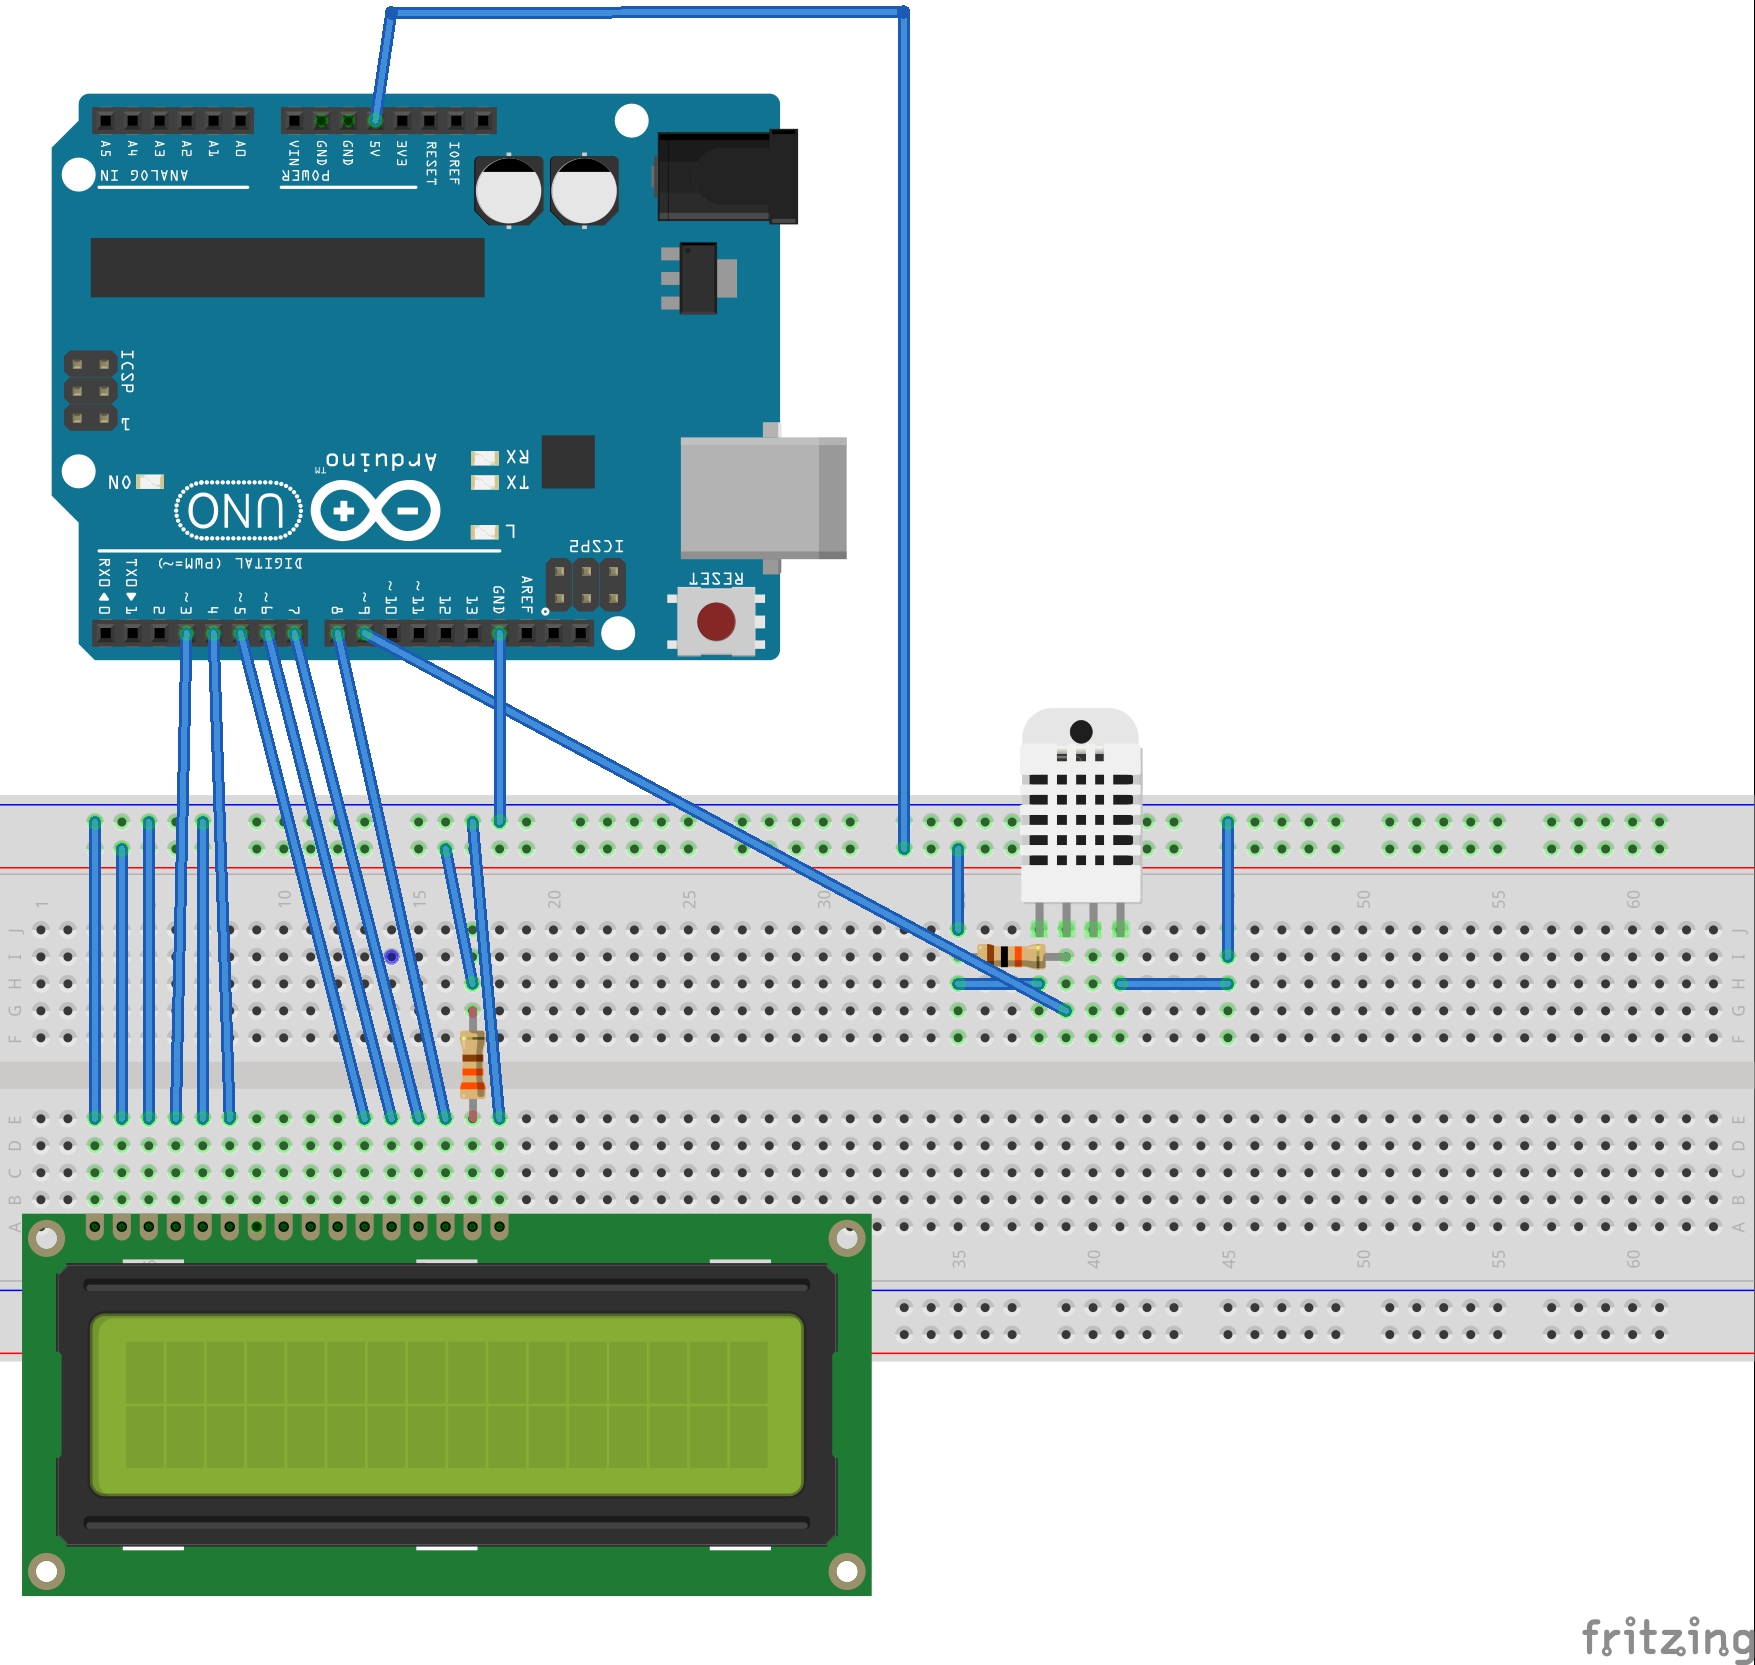 A5 A4 A3 A2 A1 A0
VIN GND GND 5V 3V3 RESET IOREF
ANALOG IN
POWER
ICSP
1
Arduino
TM
RX
TX
ON
UNO
L
ICSP2
RESET
DIGITAL (PWM=~)
RX0 TX0 GND AREF
0 1 2 ~3 4 ~5 ~6 7 8 ~9 ~10 ~11 12 13
1 10 15 20 25 30 50 55 60
J J
I I
H H
G G
F F
E E
D D
C C
B B
A A
35 40 45 50 55 60
fritzing